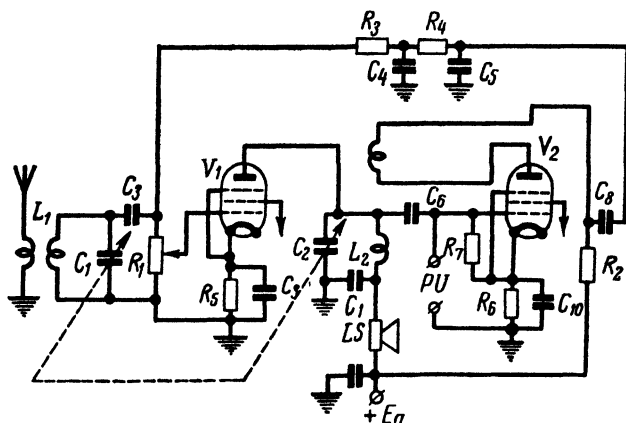 R₃
R₄
C₄
C₅
V₁
V₂
L₁
C₃
C₆
C₈
C₁
R₁
C₂
L₂
R₇
R₂
R₅
C₃
C₁
PU
R₆
C₁₀
LS
+ Eа